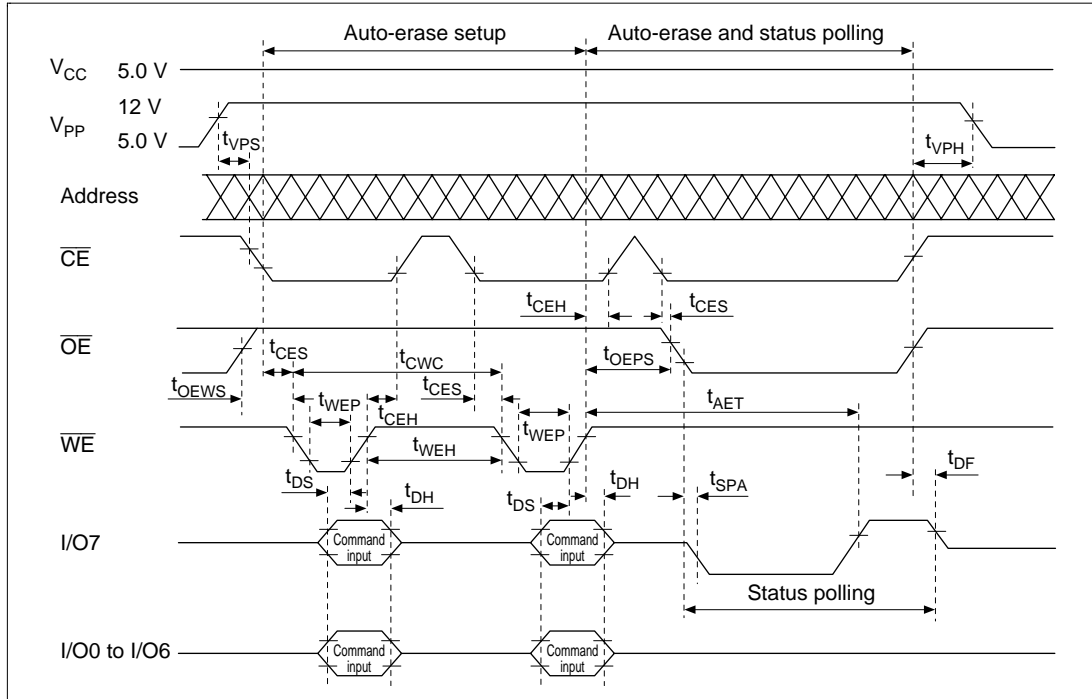 Auto-erase setup Auto-erase and status polling
VCC 5.0 V
12 V
VPP
5.0 V
tVPS
tVPH
Address
CE
tCEH tCES
OE
tCES tCWC tOEPS
tOEWS tCES
tWEP tCEH tWEP tAET
WE
tWEH
tDS tDH tDS tDH tSPA tDF
I/O7 Command input Command input
Status polling
I/O0 to I/O6 Command input Command input